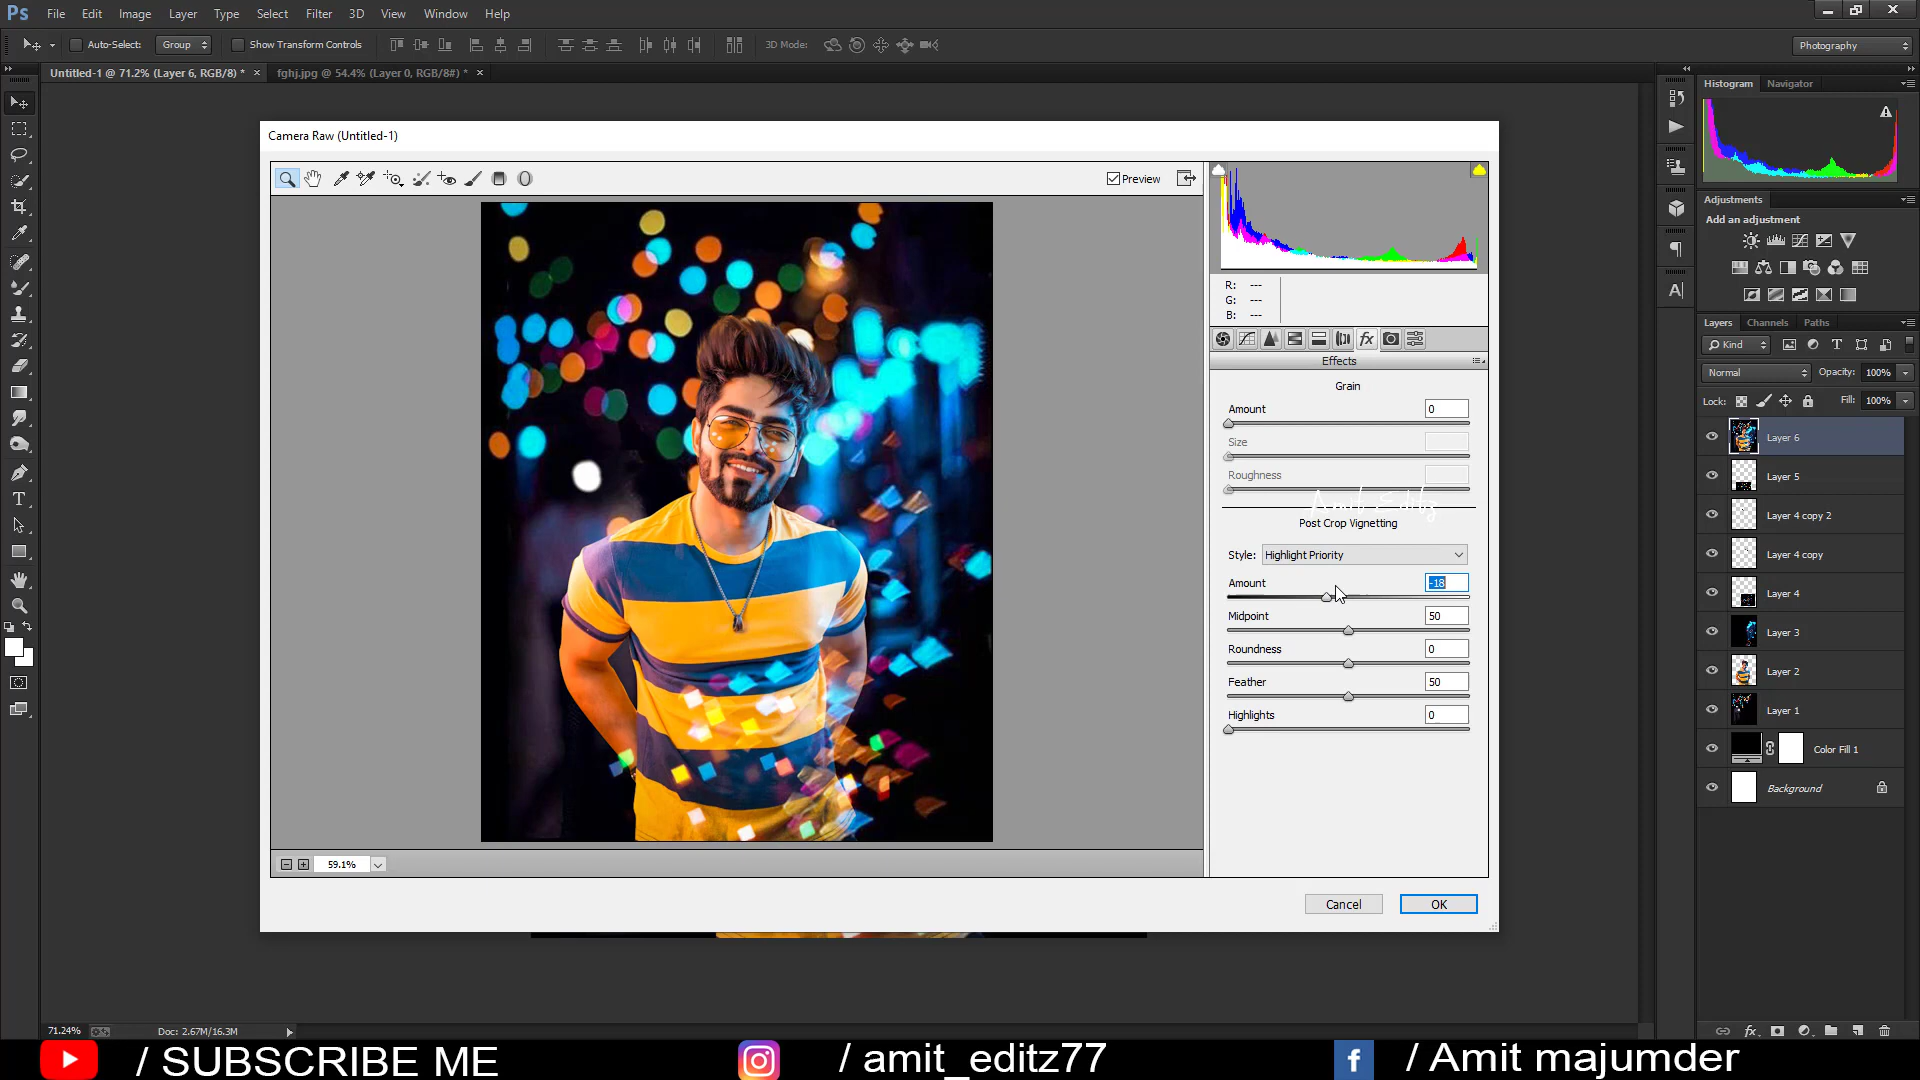 Ps File Edit Image Layer Type Select Filter 3D View Window Help
Auto-Select: Group Show Transform Controls 3D Mode: Photography
Untitled-1 @ 71.2% (Layer 6, RGB/8) * × fghj.jpg @ 54.4% (Layer 0, RGB/8#) * ×
Histogram Navigator
Camera Raw (Untitled-1)
Preview
Adjustments
Add an adjustment
R: ---
G: ---
B: ---
Effects
Grain
Amount 0
Size
Roughness
Amit Editz
Post Crop Vignetting
Style: Highlight Priority
Amount -18
Midpoint 50
Roundness 0
Feather 50
Highlights 0
59.1%
Cancel OK
Layers Channels Paths
Kind
Normal Opacity: 100%
Lock: Fill: 100%
Layer 6
Layer 5
Layer 4 copy 2
Layer 4 copy
Layer 4
Layer 3
Layer 2
Layer 1
Color Fill 1
Background
71.24% Doc: 2.67M/16.3M
/ SUBSCRIBE ME / amit_editz77 / Amit majumder